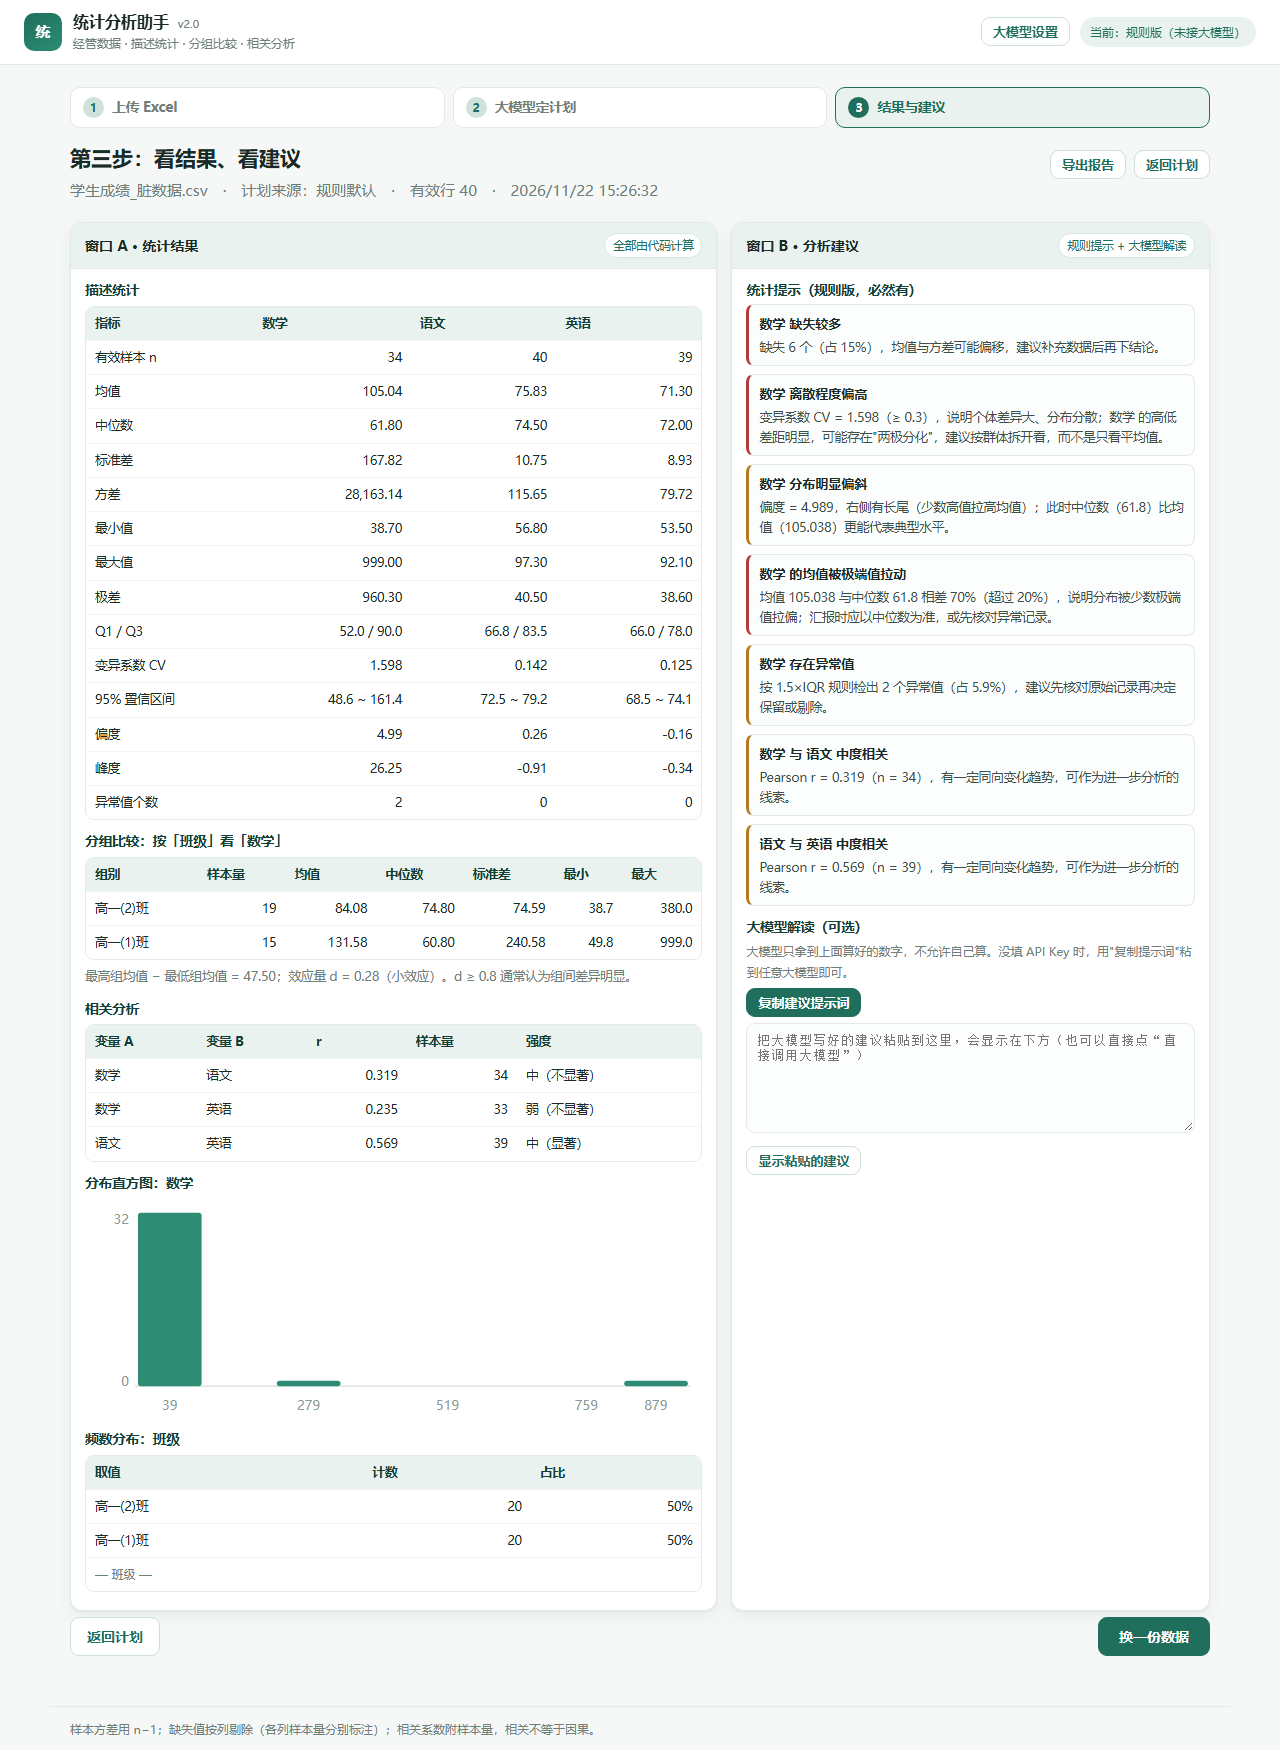 统
统计分析助手 v2.0
经管数据 · 描述统计 · 分组比较 · 相关分析
大模型设置
当前：规则版（未接大模型）
1 上传 Excel
2 大模型定计划
3 结果与建议
第三步：看结果、看建议
学生成绩_脏数据.csv · 计划来源：规则默认 · 有效行 40 · 2026/11/22 15:26:32
导出报告
返回计划
窗口 A • 统计结果
全部由代码计算
描述统计
指标 数学 语文 英语
有效样本 n 34 40 39
均值 105.04 75.83 71.30
中位数 61.80 74.50 72.00
标准差 167.82 10.75 8.93
方差 28,163.14 115.65 79.72
最小值 38.70 56.80 53.50
最大值 999.00 97.30 92.10
极差 960.30 40.50 38.60
Q1 / Q3 52.0 / 90.0 66.8 / 83.5 66.0 / 78.0
变异系数 CV 1.598 0.142 0.125
95% 置信区间 48.6 ~ 161.4 72.5 ~ 79.2 68.5 ~ 74.1
偏度 4.99 0.26 -0.16
峰度 26.25 -0.91 -0.34
异常值个数 2 0 0
分组比较：按「班级」看「数学」
组别 样本量 均值 中位数 标准差 最小 最大
高一(2)班 19 84.08 74.80 74.59 38.7 380.0
高一(1)班 15 131.58 60.80 240.58 49.8 999.0
最高组均值 − 最低组均值 = 47.50；效应量 d = 0.28（小效应）。d ≥ 0.8 通常认为组间差异明显。
相关分析
变量 A 变量 B r 样本量 强度
数学 语文 0.319 34 中（不显著）
数学 英语 0.235 33 弱（不显著）
语文 英语 0.569 39 中（显著）
分布直方图：数学
32
0
39 279 519 759 879
频数分布：班级
取值 计数 占比
高一(2)班 20 50%
高一(1)班 20 50%
— 班级 —
窗口 B • 分析建议
规则提示 + 大模型解读
统计提示（规则版，必然有）
数学 缺失较多
缺失 6 个（占 15%），均值与方差可能偏移，建议补充数据后再下结论。
数学 离散程度偏高
变异系数 CV = 1.598（≥ 0.3），说明个体差异大、分布分散；数学 的高低
差距明显，可能存在"两极分化"，建议按群体拆开看，而不是只看平均值。
数学 分布明显偏斜
偏度 = 4.989，右侧有长尾（少数高值拉高均值）；此时中位数（61.8）比均
值（105.038）更能代表典型水平。
数学 的均值被极端值拉动
均值 105.038 与中位数 61.8 相差 70%（超过 20%），说明分布被少数极端
值拉偏；汇报时应以中位数为准，或先核对异常记录。
数学 存在异常值
按 1.5×IQR 规则检出 2 个异常值（占 5.9%），建议先核对原始记录再决定
保留或剔除。
数学 与 语文 中度相关
Pearson r = 0.319（n = 34），有一定同向变化趋势，可作为进一步分析的
线索。
语文 与 英语 中度相关
Pearson r = 0.569（n = 39），有一定同向变化趋势，可作为进一步分析的
线索。
大模型解读（可选）
大模型只拿到上面算好的数字，不允许自己算。没填 API Key 时，用"复制提示词"粘
到任意大模型即可。
复制建议提示词
把大模型写好的建议粘贴到这里，会显示在下方（也可以直接点“直
接调用大模型”）
显示粘贴的建议
返回计划
换一份数据
样本方差用 n−1；缺失值按列剔除（各列样本量分别标注）；相关系数附样本量，相关不等于因果。